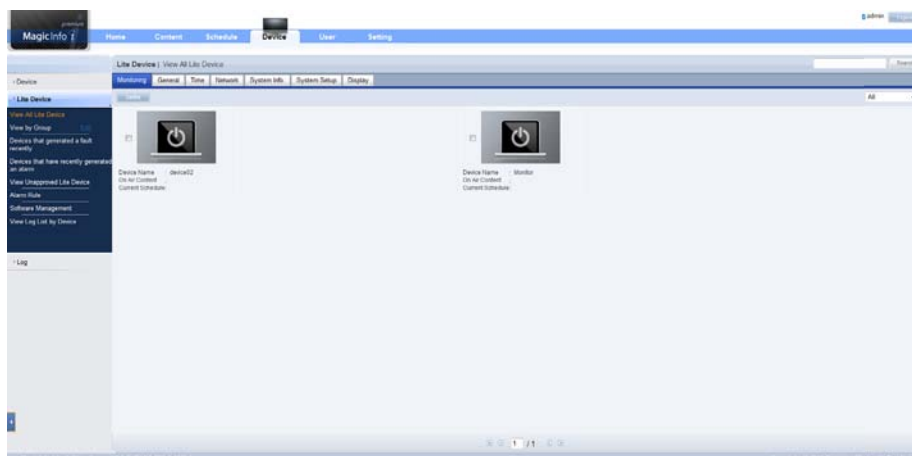 premium
MagicInfo i
admin
Home Content Schedule Device User Setting
Lite Device | View All Lite Device
Monitoring General Time Network System Info System Setup Display
Device
Lite Device
All
View All Lite Device
View by Group Edit
Devices that generated a fault
recently
Devices that have recently generated
an alarm
View Unapproved Lite Device
Alarm Rule
Software Management
View Log List by Device
Log
Device Name : device02
On Air Content :
Current Schedule:
Device Name : Monitor
On Air Content :
Current Schedule:
1 / 1